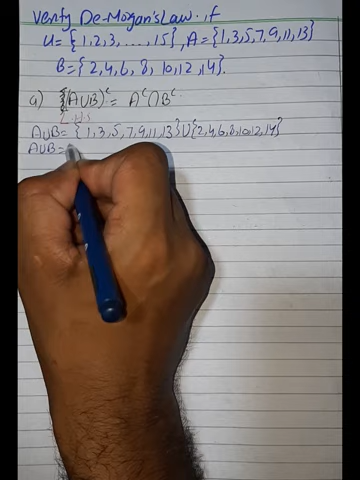 Verify De-Morgan's Law. if
U = {1,2,3, ..., 15}, A = {1,3,5,7,9,11,13}
B = {2,4,6,8,10,12,14}.
a) (A∪B)ᶜ = Aᶜ∩Bᶜ
L.H.S
A∪B = {1,3,5,7,9,11,13}∪{2,4,6,8,10,12,14}
A∪B =